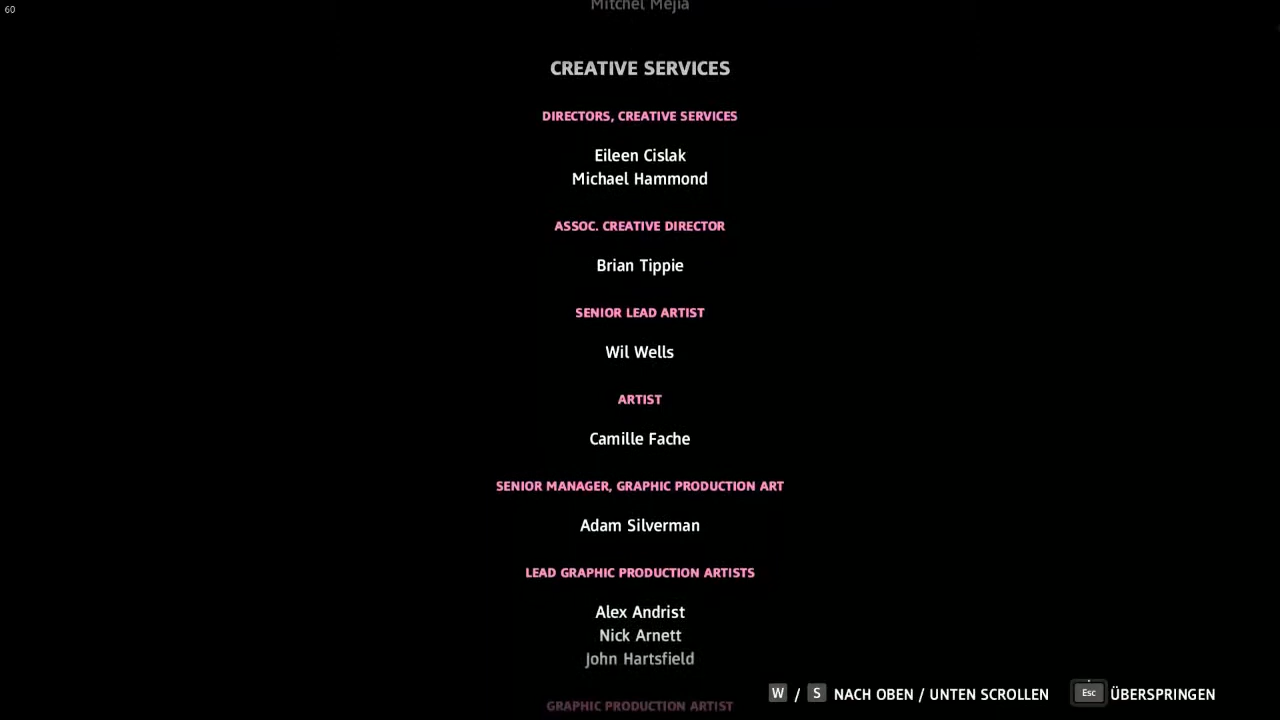 60
Mitchel Mejia
CREATIVE SERVICES
DIRECTORS, CREATIVE SERVICES
Eileen Cislak
Michael Hammond
ASSOC. CREATIVE DIRECTOR
Brian Tippie
SENIOR LEAD ARTIST
Wil Wells
ARTIST
Camille Fache
SENIOR MANAGER, GRAPHIC PRODUCTION ART
Adam Silverman
LEAD GRAPHIC PRODUCTION ARTISTS
Alex Andrist
Nick Arnett
John Hartsfield
W / S NACH OBEN / UNTEN SCROLLEN Esc ÜBERSPRINGEN
GRAPHIC PRODUCTION ARTIST